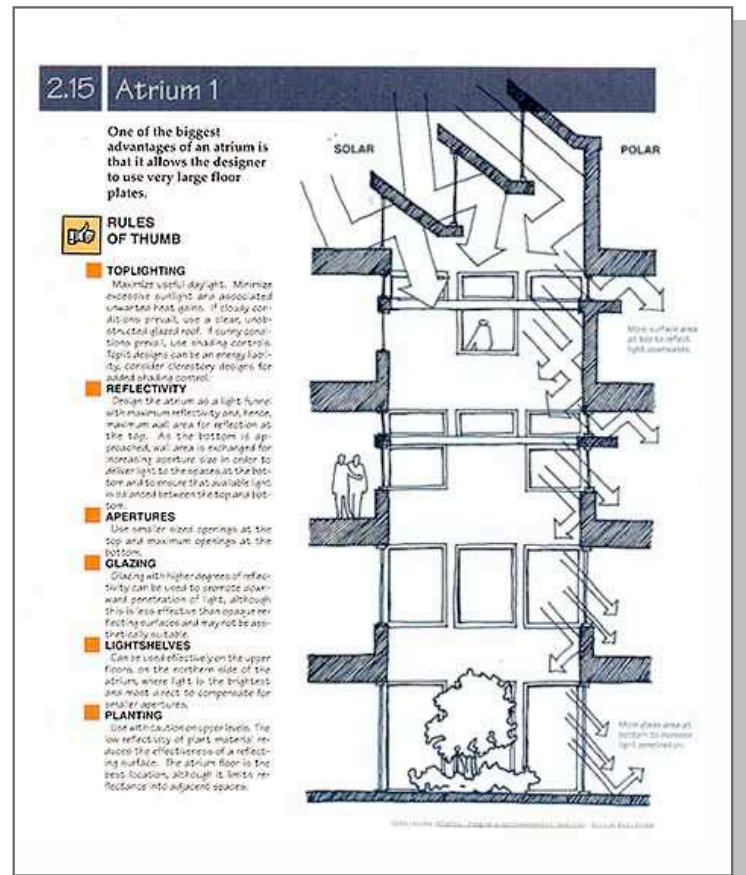 2.15 Atrium 1
One of the biggest
advantages of an atrium is
that it allows the designer
to use very large floor
plates.
RULES
OF THUMB
TOPLIGHTING
Maximize useful daylight. Minimize
excessive sunlight and associated
unwanted heat gains. If cloudy con-
ditions prevail, use a clear, unob-
structed glazed roof. If sunny condi-
tions prevail, use shading controls.
Toplit designs can be an energy liabil-
ity, consider clerestory designs for
added shading control.
REFLECTIVITY
Design the atrium as a light funnel
with maximum reflectivity and, hence,
maximum wall area for reflection at
the top. As the bottom is ap-
proached, wall area is exchanged for
increasing aperture size in order to
deliver light to the spaces at the bot-
tom and to ensure that available light
is balanced between the top and bot-
tom.
APERTURES
Use smaller sized openings at the
top and maximum openings at the
bottom.
GLAZING
Glazing with higher degrees of reflec-
tivity can be used to promote down-
ward penetration of light, although
this is less effective than opaque re-
flecting surfaces and may not be aes-
thetically suitable.
LIGHTSHELVES
Can be used effectively on the upper
floors, on the northern side of the
atrium, where light is the brightest
and most direct to compensate for
smaller apertures.
PLANTING
Use with caution on upper levels. The
low reflectivity of plant material re-
duces the effectiveness of a reflect-
ing surface. The atrium floor is the
best location, although it limits re-
flectance into adjacent spaces.
SOLAR
POLAR
More surface area
at top to reflect
light downwards.
More glass area at
bottom to increase
light penetration.